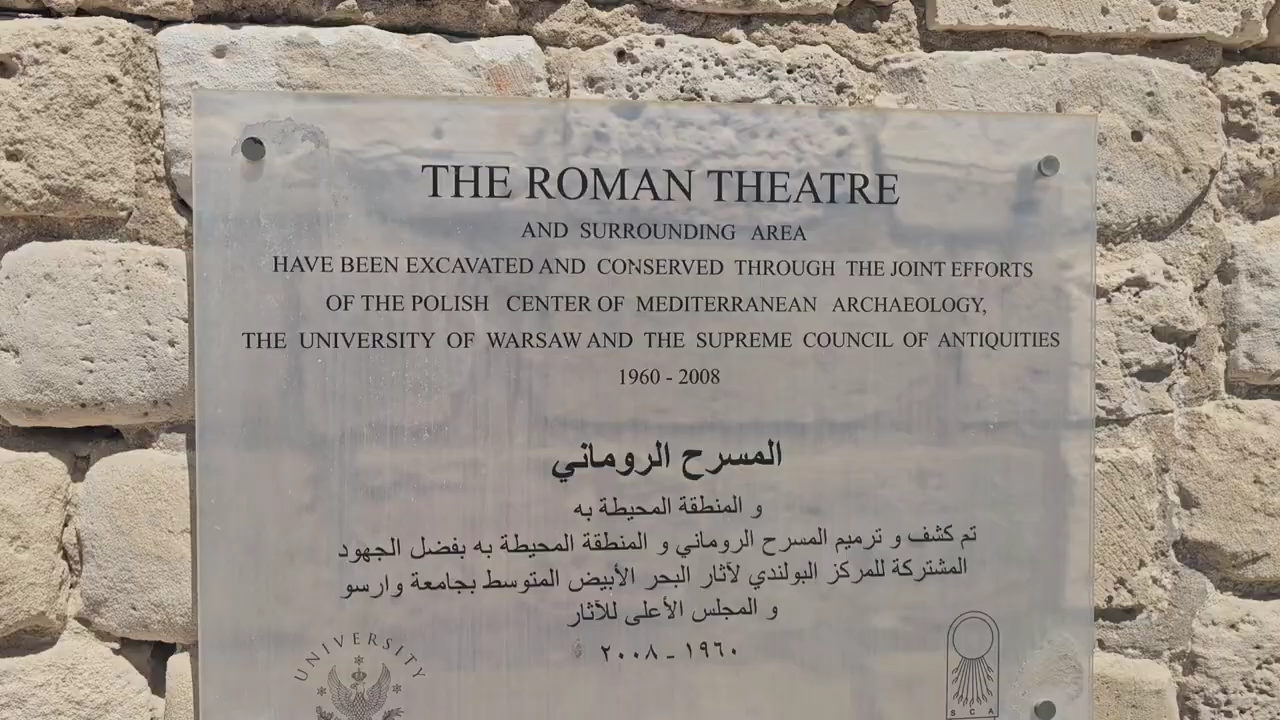 THE ROMAN THEATRE
AND SURROUNDING AREA
HAVE BEEN EXCAVATED AND CONSERVED THROUGH THE JOINT EFFORTS
OF THE POLISH CENTER OF MEDITERRANEAN ARCHAEOLOGY,
THE UNIVERSITY OF WARSAW AND THE SUPREME COUNCIL OF ANTIQUITIES
1960 - 2008
المسرح الروماني
و المنطقة المحيطة به
تم كشف و ترميم المسرح الروماني و المنطقة المحيطة به بفضل الجهود
المشتركة للمركز البولندي لآثار البحر الأبيض المتوسط بجامعة وارسو
و المجلس الأعلى للآثار
١٩٦٠ - ٢٠٠٨
UNIVERSITY
SCA